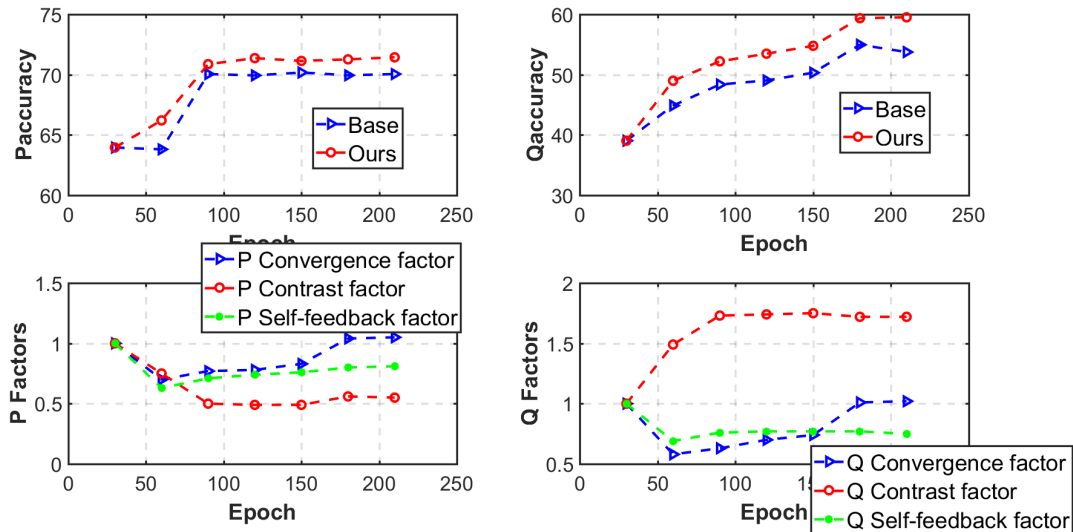 75
70
65
60
Paccuracy
Base
Ours
0 50 100 150 200 250
Epoch
60
50
40
30
Qaccuracy
Base
Ours
0 50 100 150 200 250
Epoch
P Convergence factor
P Contrast factor
P Self-feedback factor
1.5
1
0.5
0
P Factors
0 50 100 150 200 250
Epoch
2
1.5
1
0.5
Q Factors
0 50 100
Epoch
Q Convergence factor
Q Contrast factor
Q Self-feedback factor